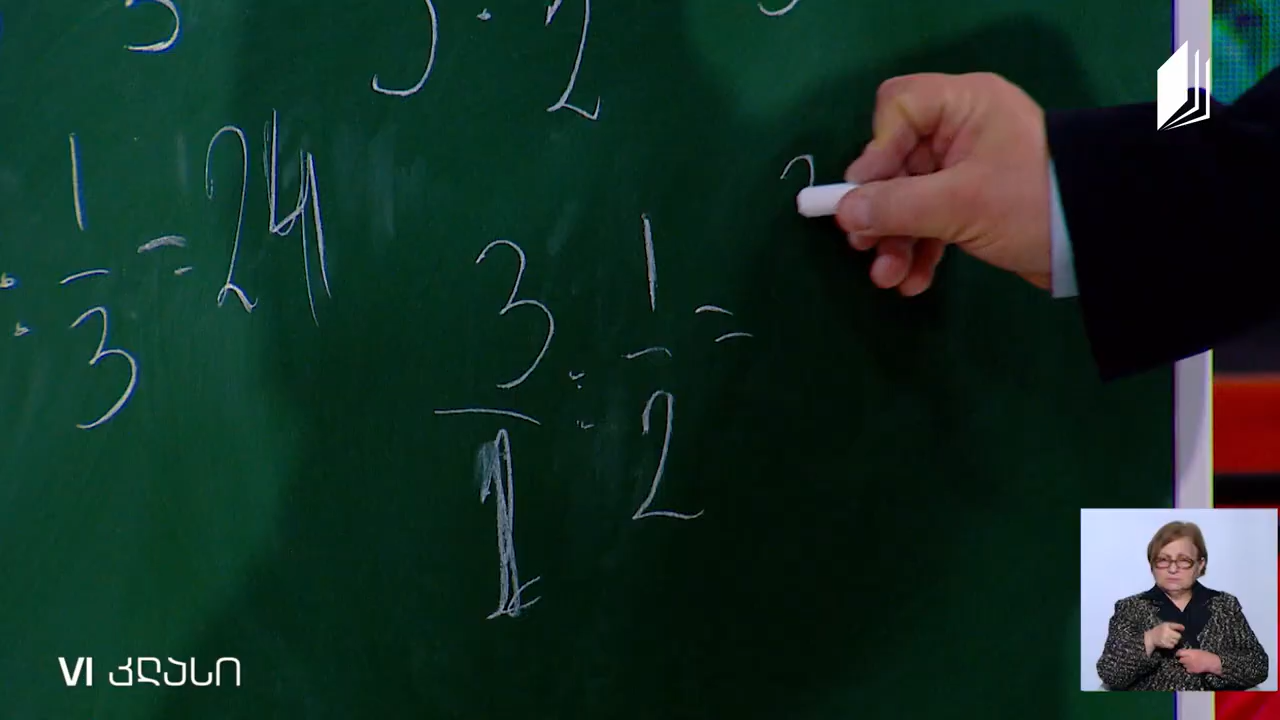 3 3 · 2
: 1/3 = 24
3/1 : 1/2 =
VI კლასი